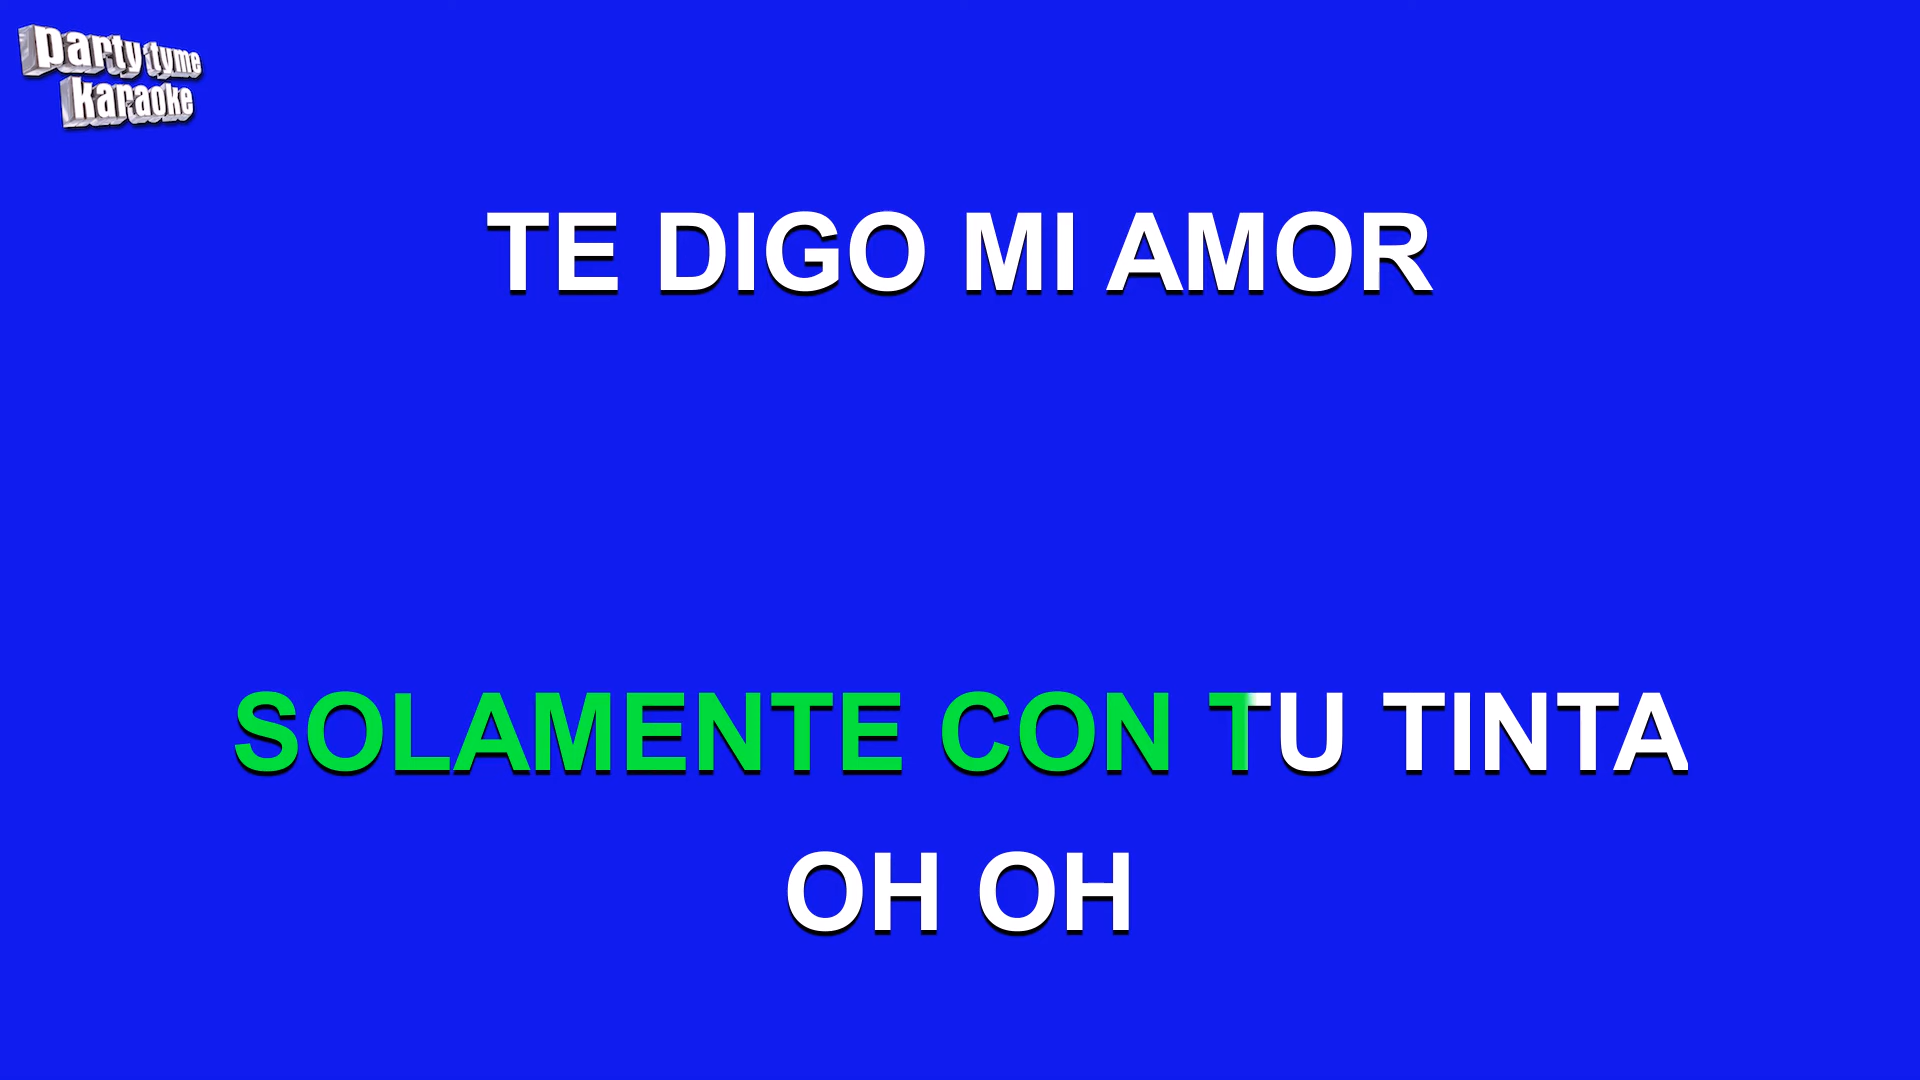 party tyme
karaoke
TE DIGO MI AMOR
SOLAMENTE CON TU TINTA
OH OH